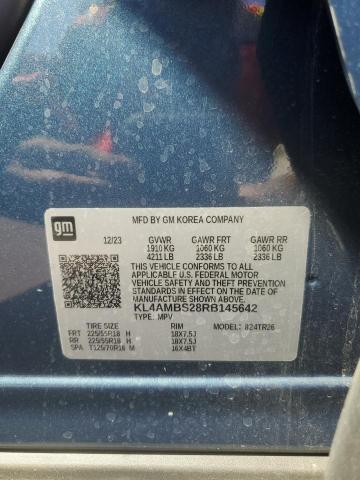 gm
MFD BY GM KOREA COMPANY
12/23 GVWR GAWR FRT GAWR RR
1910 KG 1060 KG 1060 KG
4211 LB 2336 LB 2336 LB
THIS VEHICLE CONFORMS TO ALL
APPLICABLE U.S. FEDERAL MOTOR
VEHICLE SAFETY AND THEFT PREVENTION
STANDARDS IN EFFECT ON THE DATE OF
MANUFACTURE SHOWN ABOVE.
KL4AMBS28RB145642
TYPE: MPV
TIRE SIZE RIM MODEL: 824TR26
FRT 225/55R18 H 18X7.5J
RR 225/55R18 H 18X7.5J
SPA T125/70R16 M 16X4BT